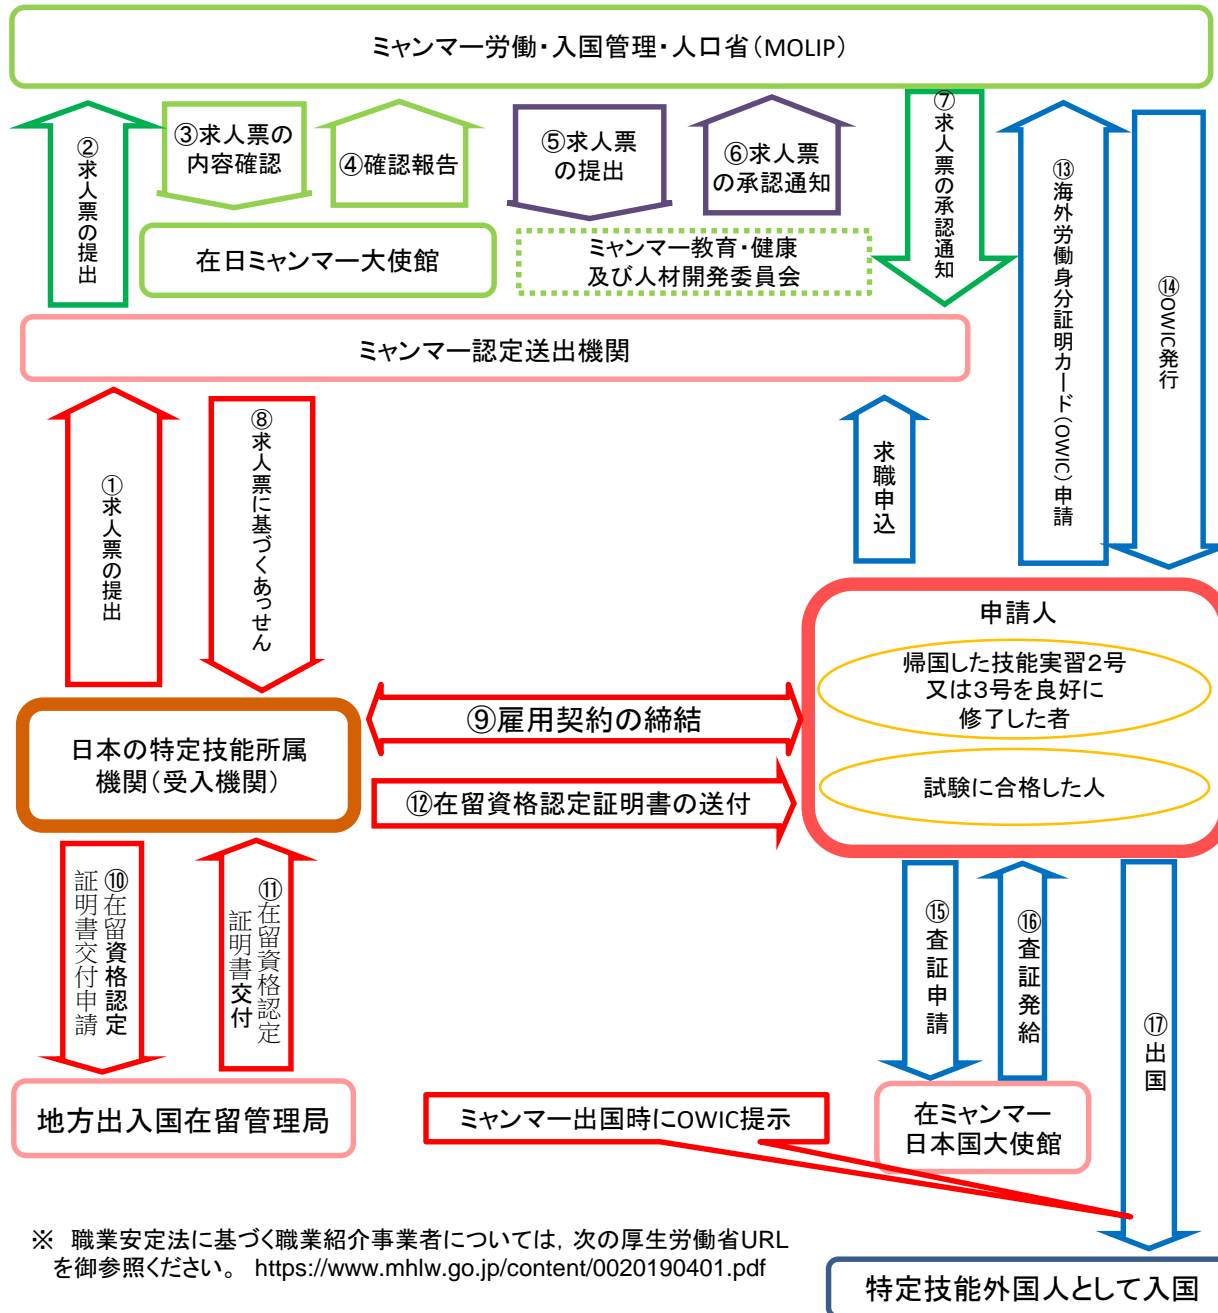 ミャンマー労働・入国管理・人口省（MOLIP）
②求人票の提出
③求人票の
内容確認
④確認報告
⑤求人票
の提出
⑥求人票
の承認通知
⑦求人票の承認通知
⑬海外労働身分証明カード（OWIC）申請
⑭OWIC発行
在日ミャンマー大使館
ミャンマー教育・健康
及び人材開発委員会
ミャンマー認定送出機関
①求人票の提出
⑧求人票に基づくあっせん
求職申込
申請人
帰国した技能実習２号
又は３号を良好に
修了した者
試験に合格した人
日本の特定技能所属
機関（受入機関）
⑨雇用契約の締結
⑫在留資格認定証明書の送付
⑩在留資格認定
証明書交付申請
⑪在留資格認定
証明書交付
⑮査証申請
⑯査証発給
⑰出国
地方出入国在留管理局
ミャンマー出国時にOWIC提示
在ミャンマー
日本国大使館
※　職業安定法に基づく職業紹介事業者については，次の厚生労働省URL
を御参照ください。 https://www.mhlw.go.jp/content/0020190401.pdf
特定技能外国人として入国